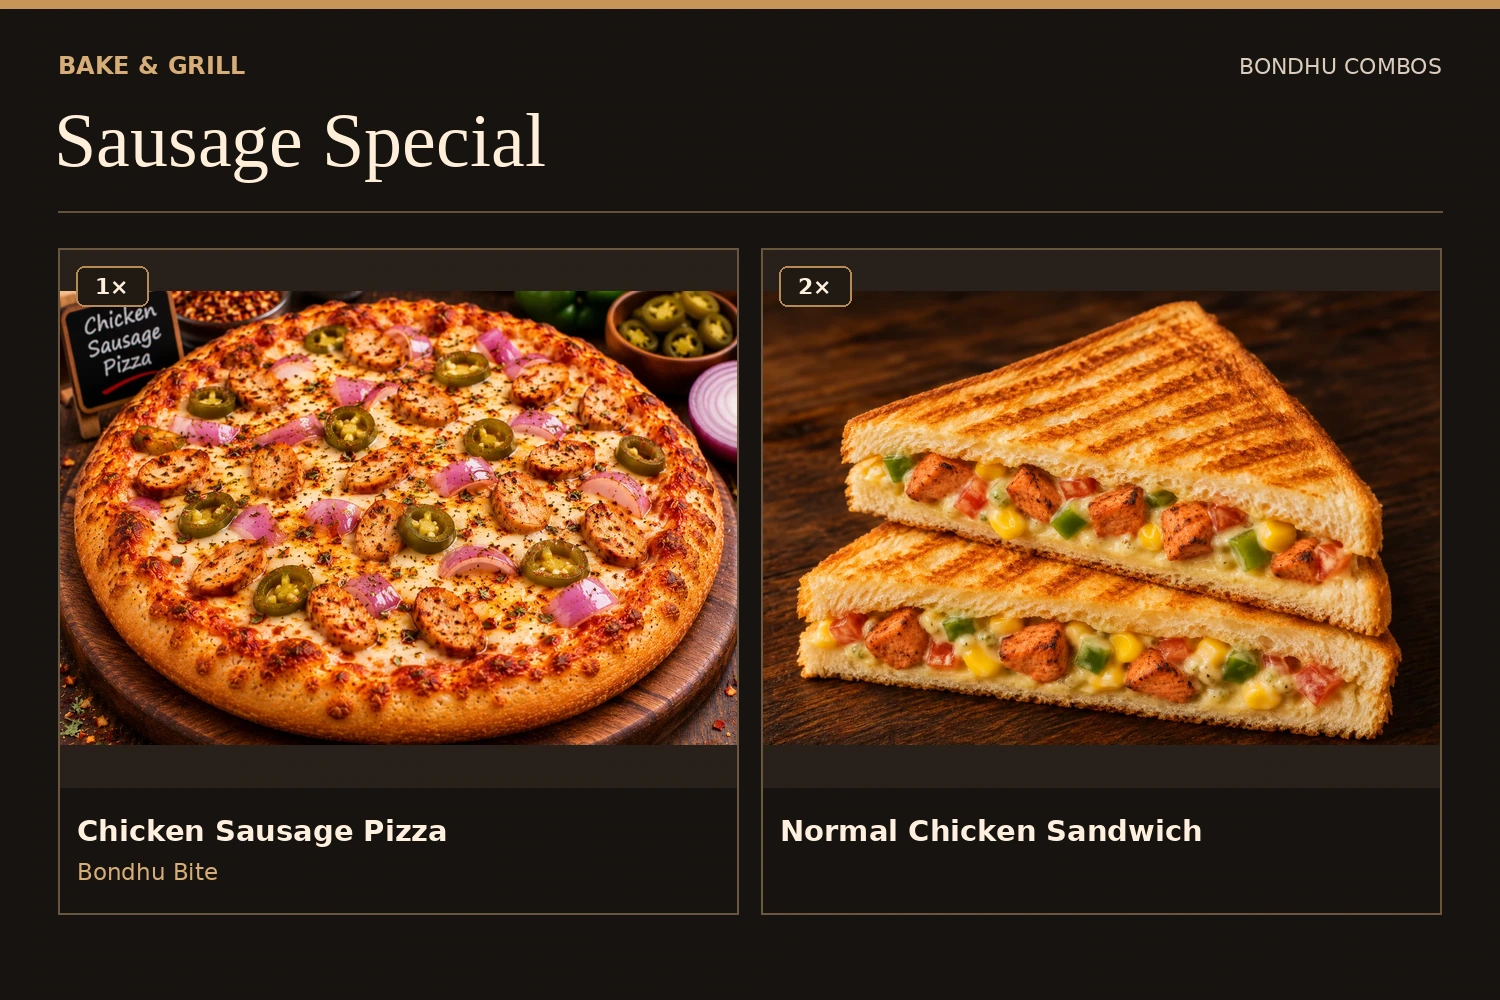 BAKE & GRILL
BONDHU COMBOS
Sausage Special
1×
Chicken
Sausage
Pizza
2×
Chicken Sausage Pizza
Bondhu Bite
Normal Chicken Sandwich